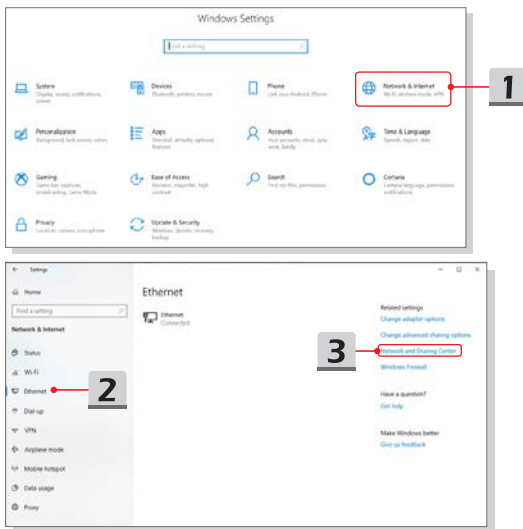 Windows Settings
Find a setting
System
Display, sound, notifications, power
Devices
Bluetooth, printers, mouse
Phone
Link your Android, iPhone
Network & Internet
Wi-Fi, airplane mode, VPN
1
Personalization
Background, lock screen, colors
Apps
Uninstall, defaults, optional features
Accounts
Your accounts, email, sync, work, family
Time & Language
Speech, region, date
Gaming
Game bar, captures, broadcasting, Game Mode
Ease of Access
Narrator, magnifier, high contrast
Search
Find my files, permissions
Cortana
Cortana language, permissions, notifications
Privacy
Location, camera, microphone
Update & Security
Windows Update, recovery, backup
Settings
Home
Find a setting
Network & Internet
Status
Wi-Fi
Ethernet
2
Dial-up
VPN
Airplane mode
Mobile hotspot
Data usage
Proxy
Ethernet
Ethernet
Connected
Related settings
Change adapter options
Change advanced sharing options
3
Network and Sharing Center
Windows Firewall
Have a question?
Get help
Make Windows better
Give us feedback